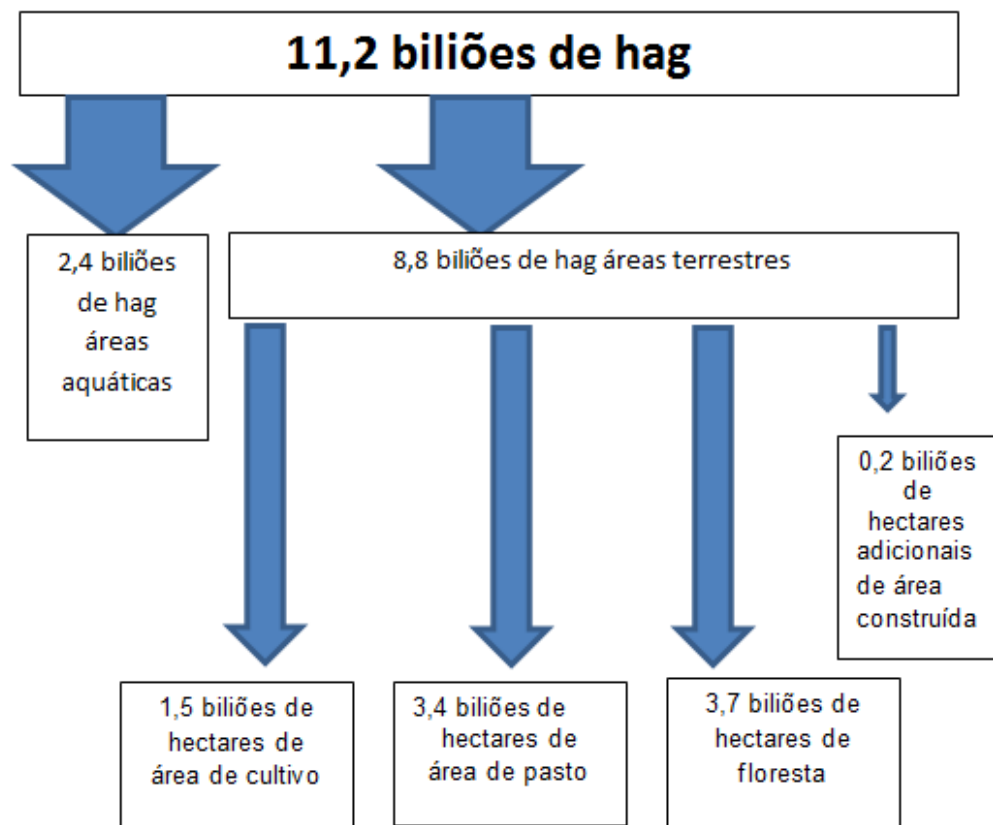 11,2 biliões de hag
2,4 biliões
de hag
áreas
aquáticas
8,8 biliões de hag áreas terrestres
0,2 biliões
de
hectares
adicionais
de área
construída
1,5 biliões de
hectares de
área de cultivo
3,4 biliões de
hectares de
área de pasto
3,7 biliões de
hectares de
floresta